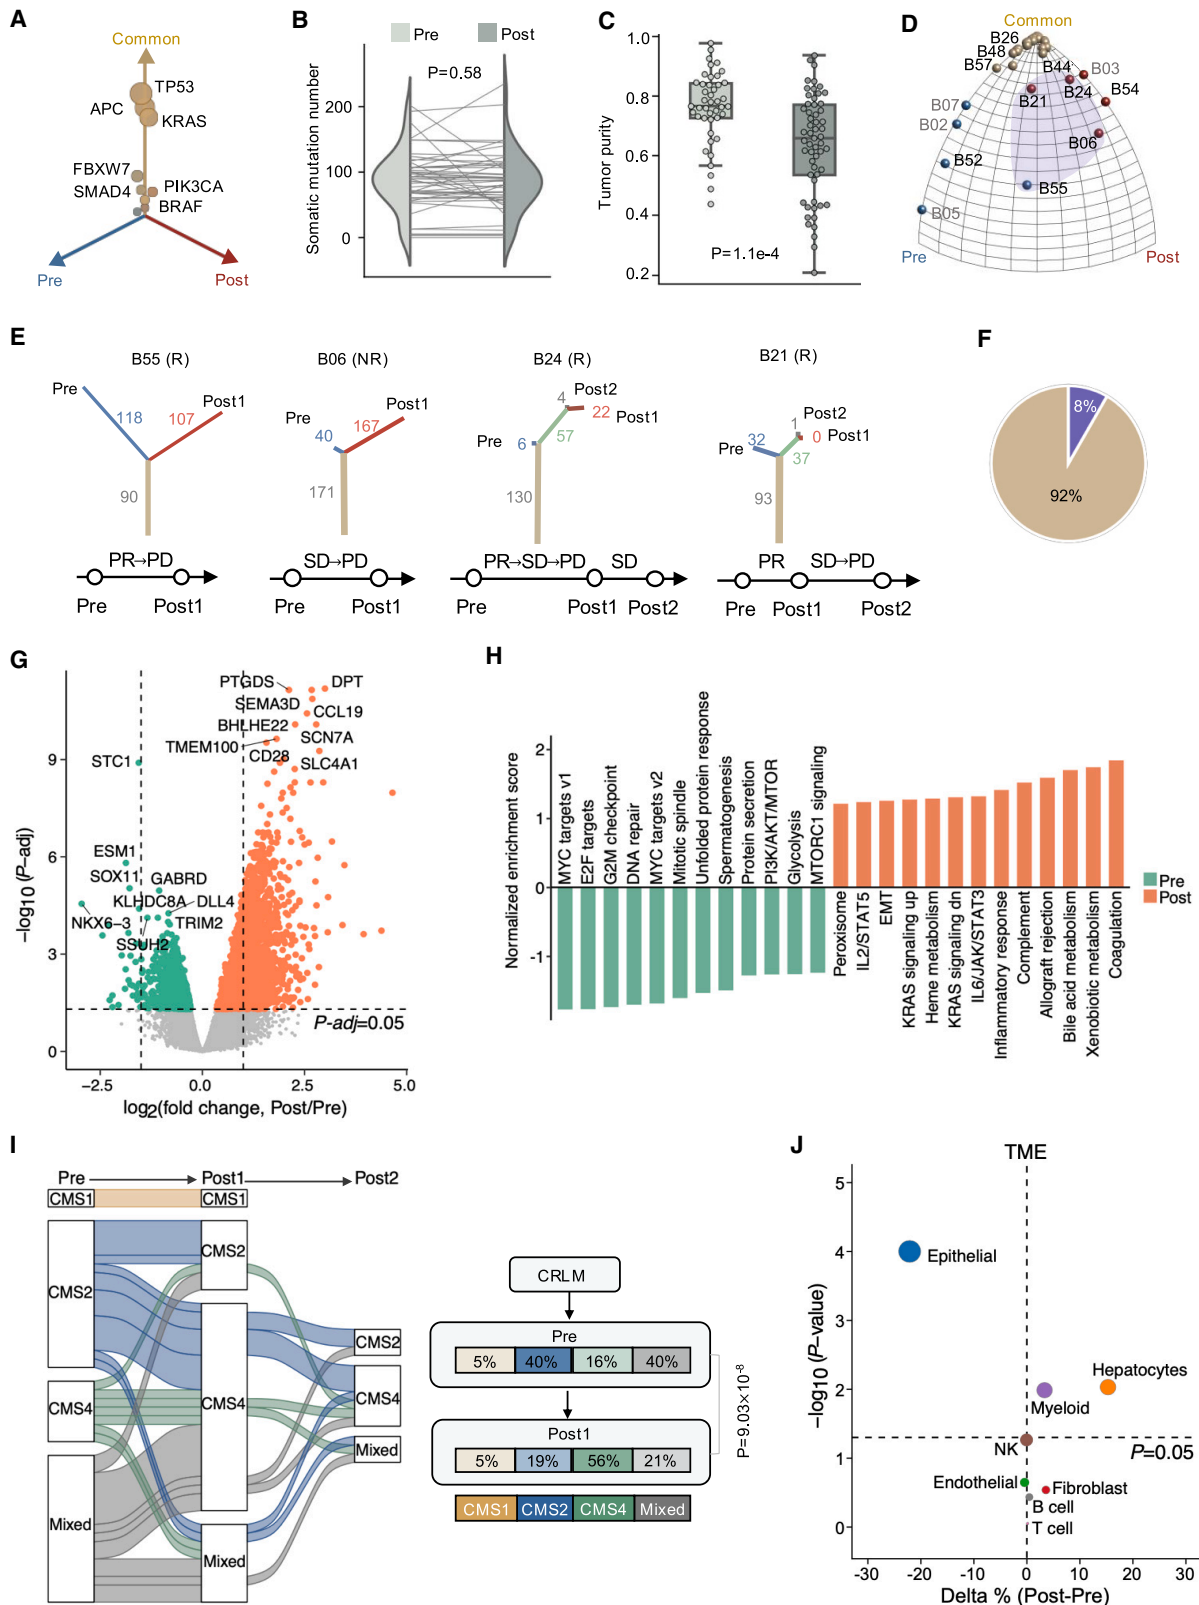 A
Common
TP53
APC
KRAS
FBXW7
SMAD4
PIK3CA
BRAF
Pre
Post
B
Pre
Post
P=0.58
Somatic mutation number
200
100
0
C
Tumor purity
1.0
0.8
0.6
0.4
0.2
P=1.1e-4
D
Common
B26
B48
B57
B44
B03
B21
B24
B54
B07
B02
B06
B52
B55
B05
Pre
Post
E
B55 (R)
Pre
Post1
118
107
90
PR→PD
Pre
Post1
B06 (NR)
Pre
Post1
40
167
171
SD→PD
Pre
Post1
B24 (R)
4
Post2
22
Post1
Pre
6
57
130
PR→SD→PD
SD
Pre
Post1
Post2
B21 (R)
1
Post2
32
0
Post1
Pre
37
93
PR
SD→PD
Pre
Post1
Post2
F
8%
92%
G
PTGDS
DPT
SEMA3D
CCL19
BHLHE22
SCN7A
TMEM100
CD28
SLC4A1
STC1
ESM1
SOX11
GABRD
KLHDC8A
DLL4
NKX6−3
TRIM2
SSUH2
P-adj=0.05
−log10 (P−adj)
9
6
3
0
−2.5
0.0
2.5
5.0
log2(fold change, Post/Pre)
H
Normalized enrichment score
2
1
0
-1
MYC targets v1
E2F targets
G2M checkpoint
DNA repair
MYC targets v2
Mitotic spindle
Unfolded protein response
Spermatogenesis
Protein secretion
PI3K/AKT/MTOR
Glycolysis
MTORC1 signaling
Peroxisome
IL2/STAT5
EMT
KRAS signaling up
Heme metabolism
KRAS signaling dn
IL6/JAK/STAT3
Inflammatory response
Complement
Allograft rejection
Bile acid metabolism
Xenobiotic metabolism
Coagulation
Pre
Post
I
Pre
Post1
Post2
CMS1
CMS1
CMS2
CMS2
CMS4
CMS4
Mixed
Mixed
CMS2
CMS4
Mixed
CRLM
Pre
5%
40%
16%
40%
Post1
5%
19%
56%
21%
P=9.03×10-8
CMS1
CMS2
CMS4
Mixed
J
TME
−log10 (P−value)
5
4
3
2
1
0
Epithelial
Hepatocytes
Myeloid
NK
P=0.05
Endothelial
Fibroblast
B cell
T cell
-30
-20
-10
0
10
20
30
Delta % (Post-Pre)